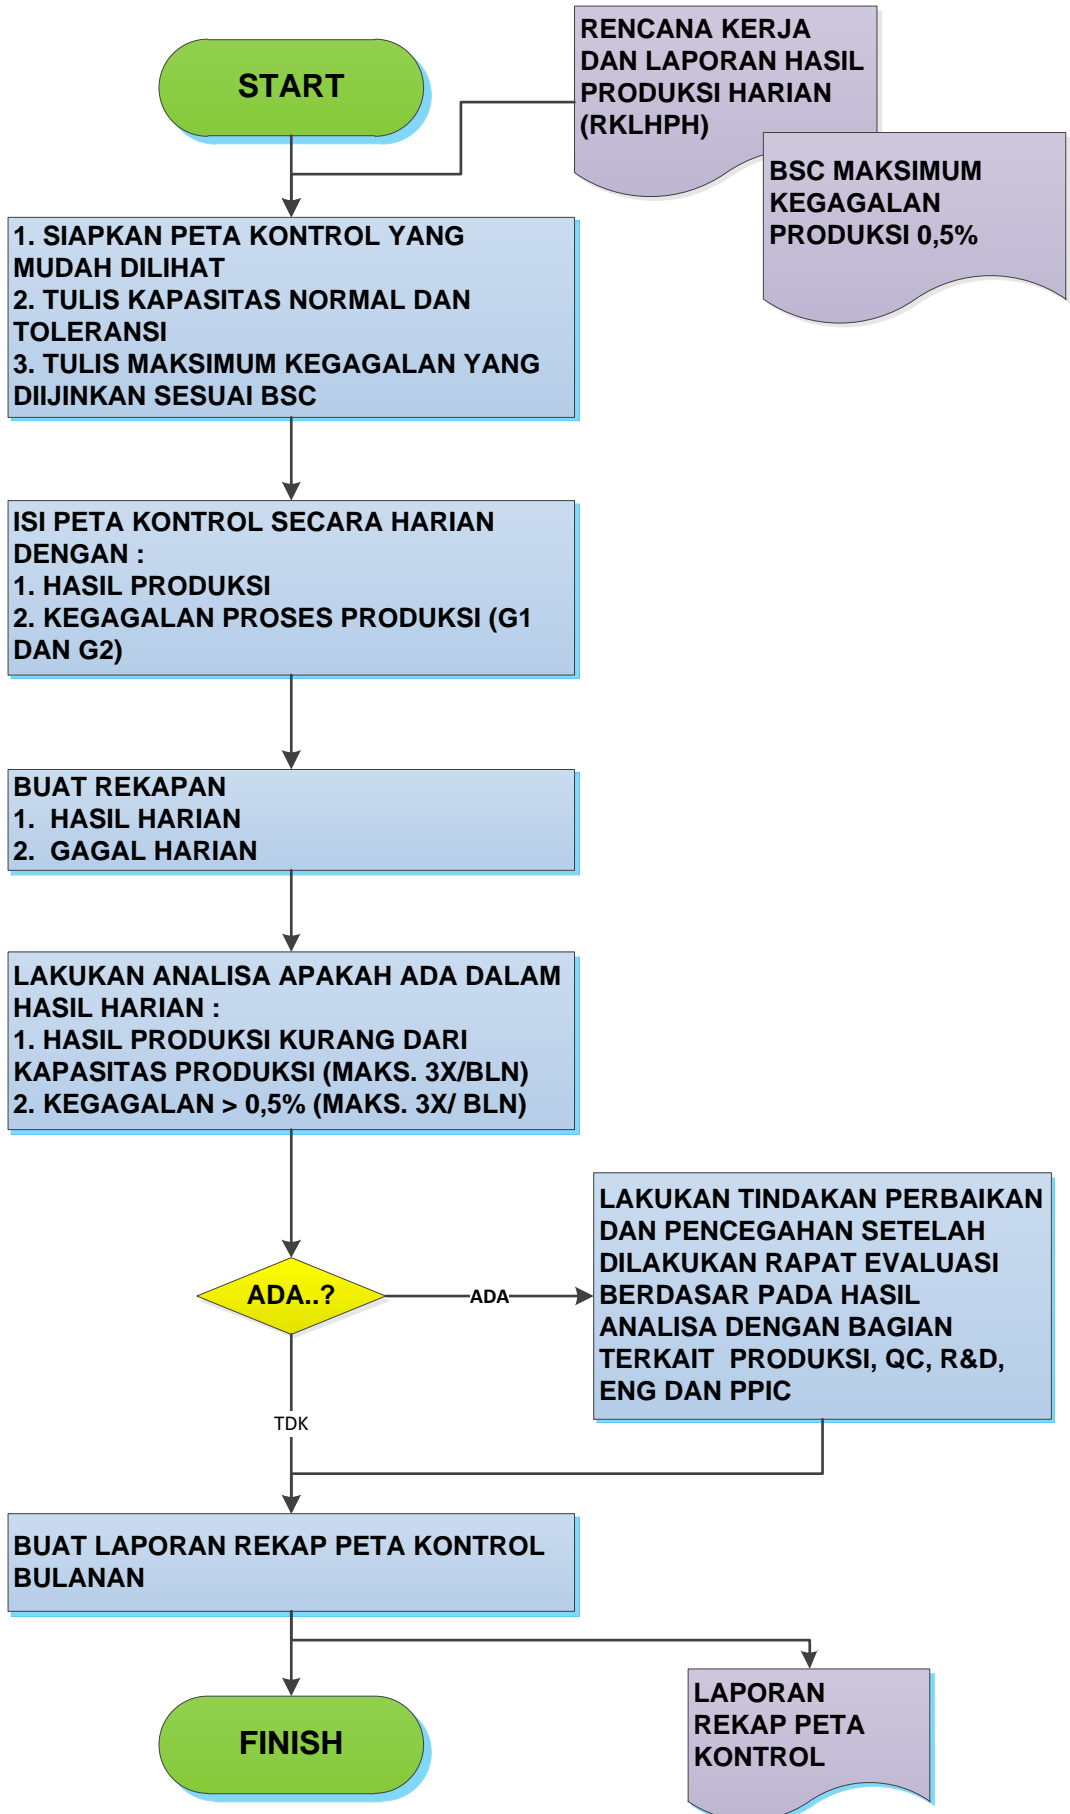 START
RENCANA KERJA
DAN LAPORAN HASIL
PRODUKSI HARIAN
(RKLHPH)
BSC MAKSIMUM
KEGAGALAN
PRODUKSI 0,5%
1. SIAPKAN PETA KONTROL YANG
MUDAH DILIHAT
2. TULIS KAPASITAS NORMAL DAN
TOLERANSI
3. TULIS MAKSIMUM KEGAGALAN YANG
DIIJINKAN SESUAI BSC
ISI PETA KONTROL SECARA HARIAN
DENGAN :
1. HASIL PRODUKSI
2. KEGAGALAN PROSES PRODUKSI (G1
DAN G2)
BUAT REKAPAN
1. HASIL HARIAN
2. GAGAL HARIAN
LAKUKAN ANALISA APAKAH ADA DALAM
HASIL HARIAN :
1. HASIL PRODUKSI KURANG DARI
KAPASITAS PRODUKSI (MAKS. 3X/BLN)
2. KEGAGALAN > 0,5% (MAKS. 3X/ BLN)
ADA..?
ADA
LAKUKAN TINDAKAN PERBAIKAN
DAN PENCEGAHAN SETELAH
DILAKUKAN RAPAT EVALUASI
BERDASAR PADA HASIL
ANALISA DENGAN BAGIAN
TERKAIT PRODUKSI, QC, R&D,
ENG DAN PPIC
TDK
BUAT LAPORAN REKAP PETA KONTROL
BULANAN
FINISH
LAPORAN
REKAP PETA
KONTROL